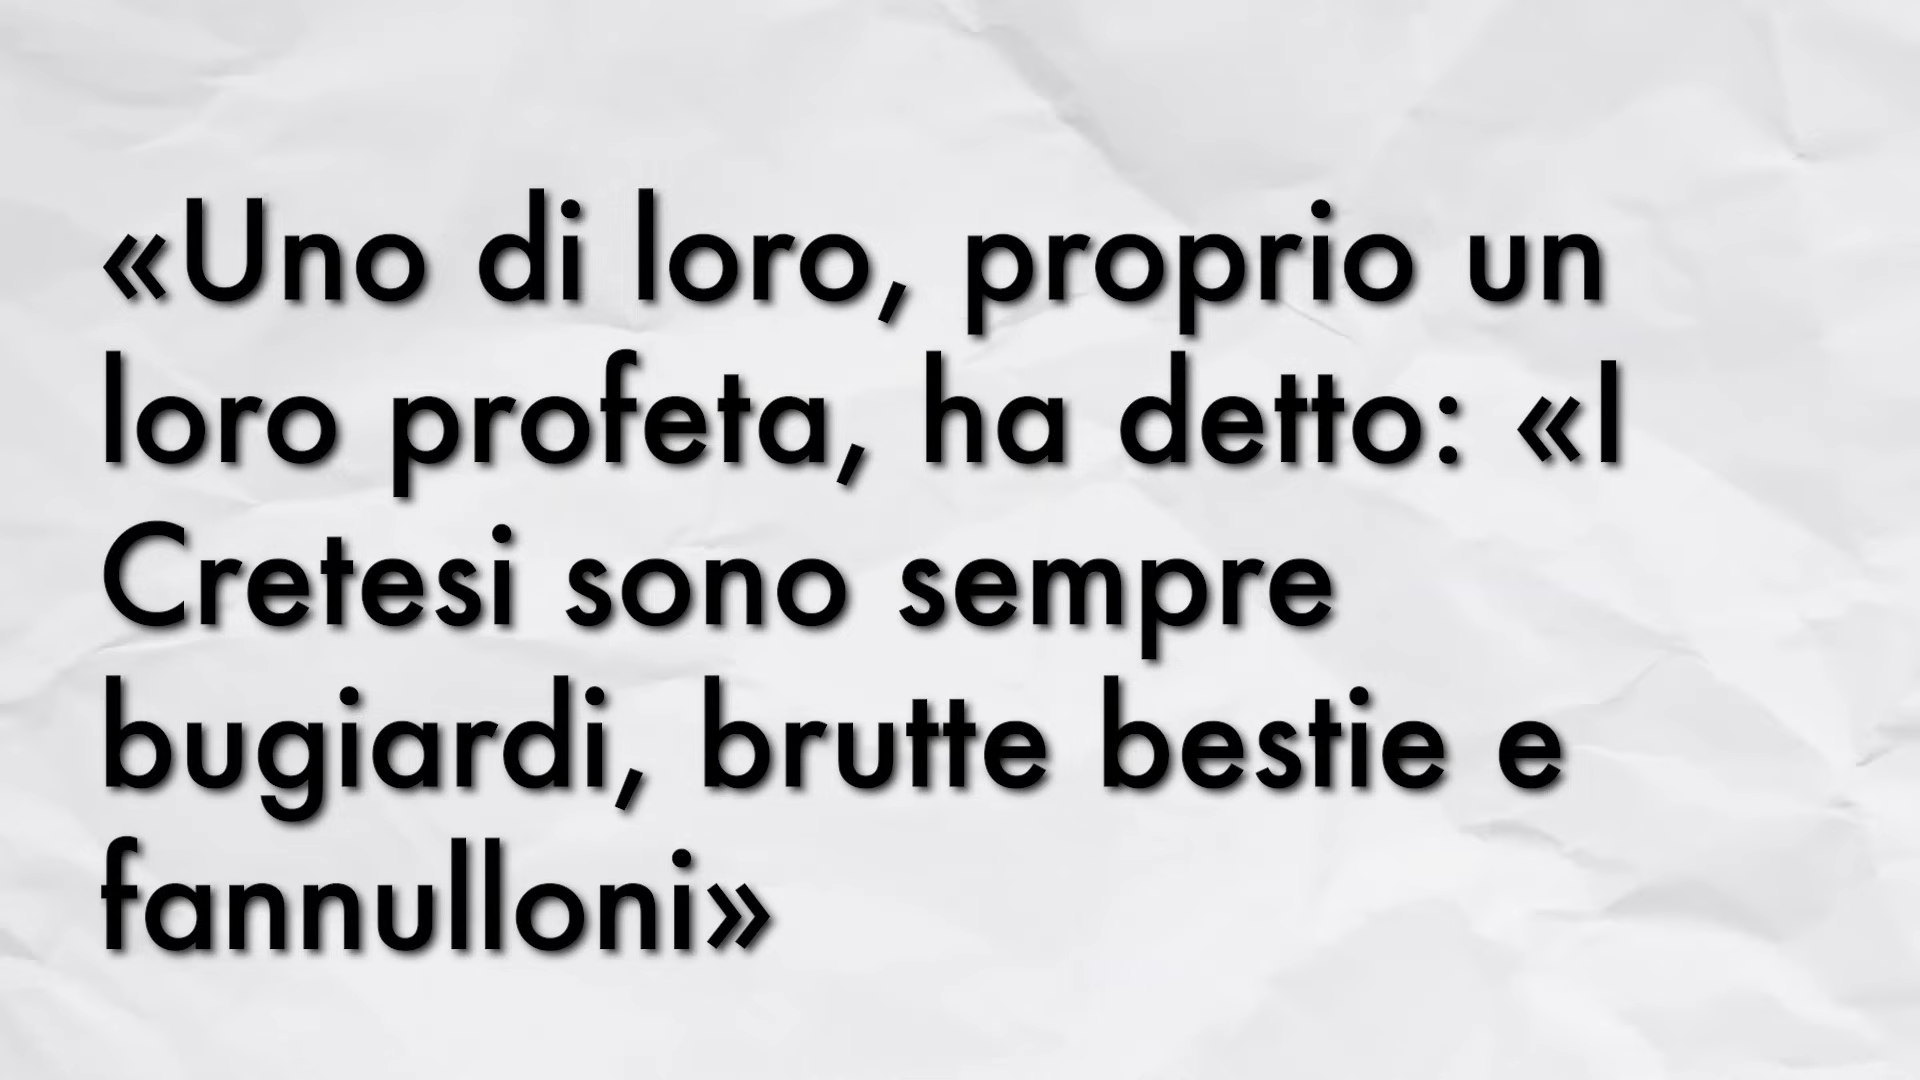 «Uno di loro, proprio un
loro profeta, ha detto: «I
Cretesi sono sempre
bugiardi, brutte bestie e
fannulloni»